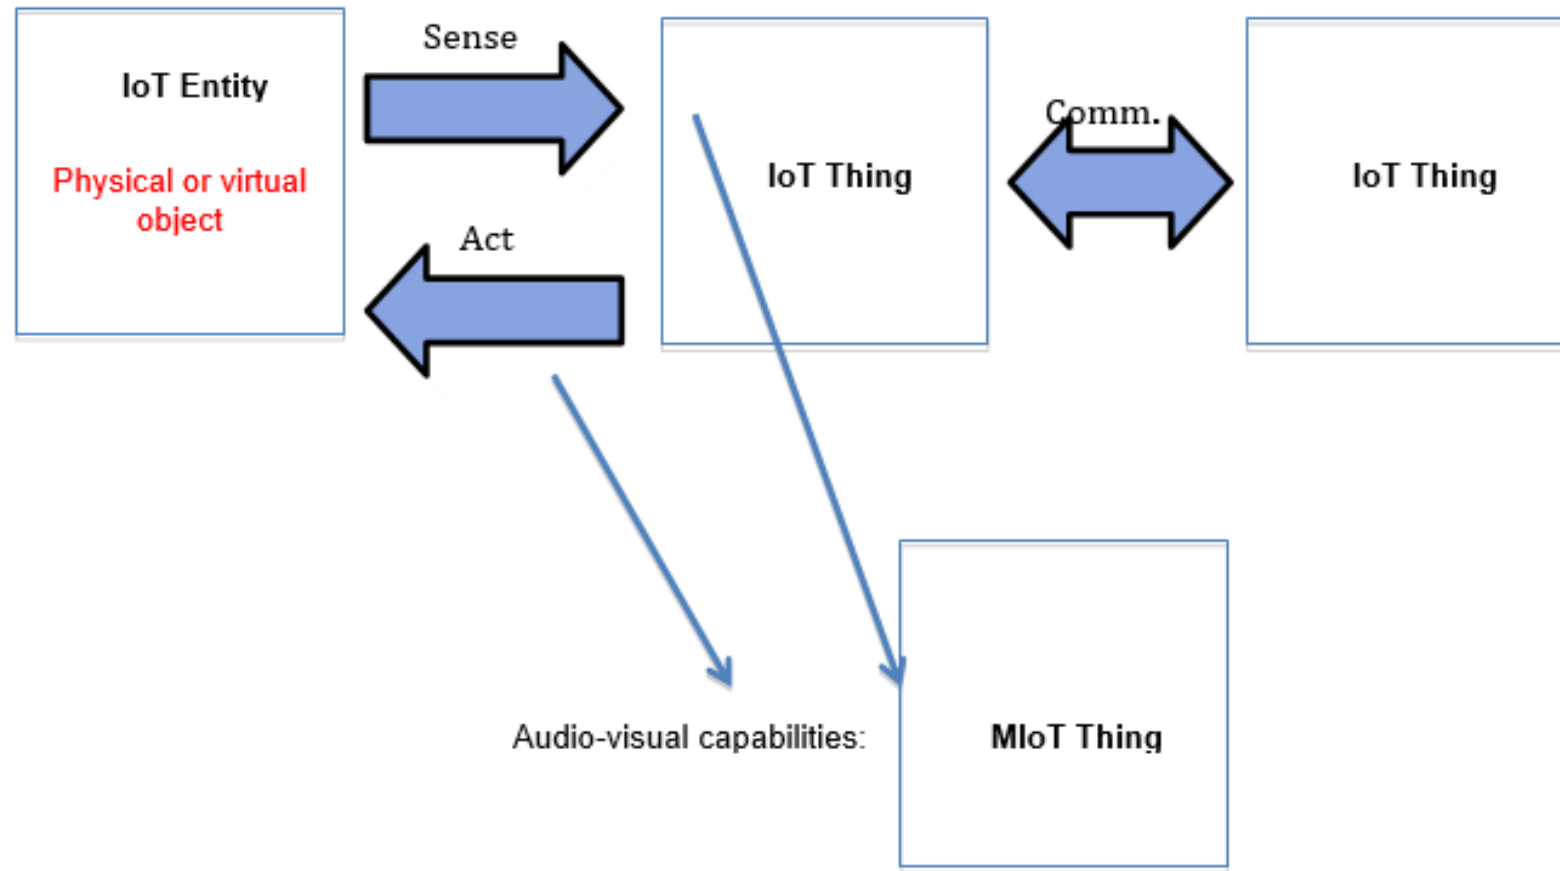 Sense
IoT Entity
Physical or virtual
object
Act
IoT Thing
Comm.
IoT Thing
Audio-visual capabilities:
MIoT Thing